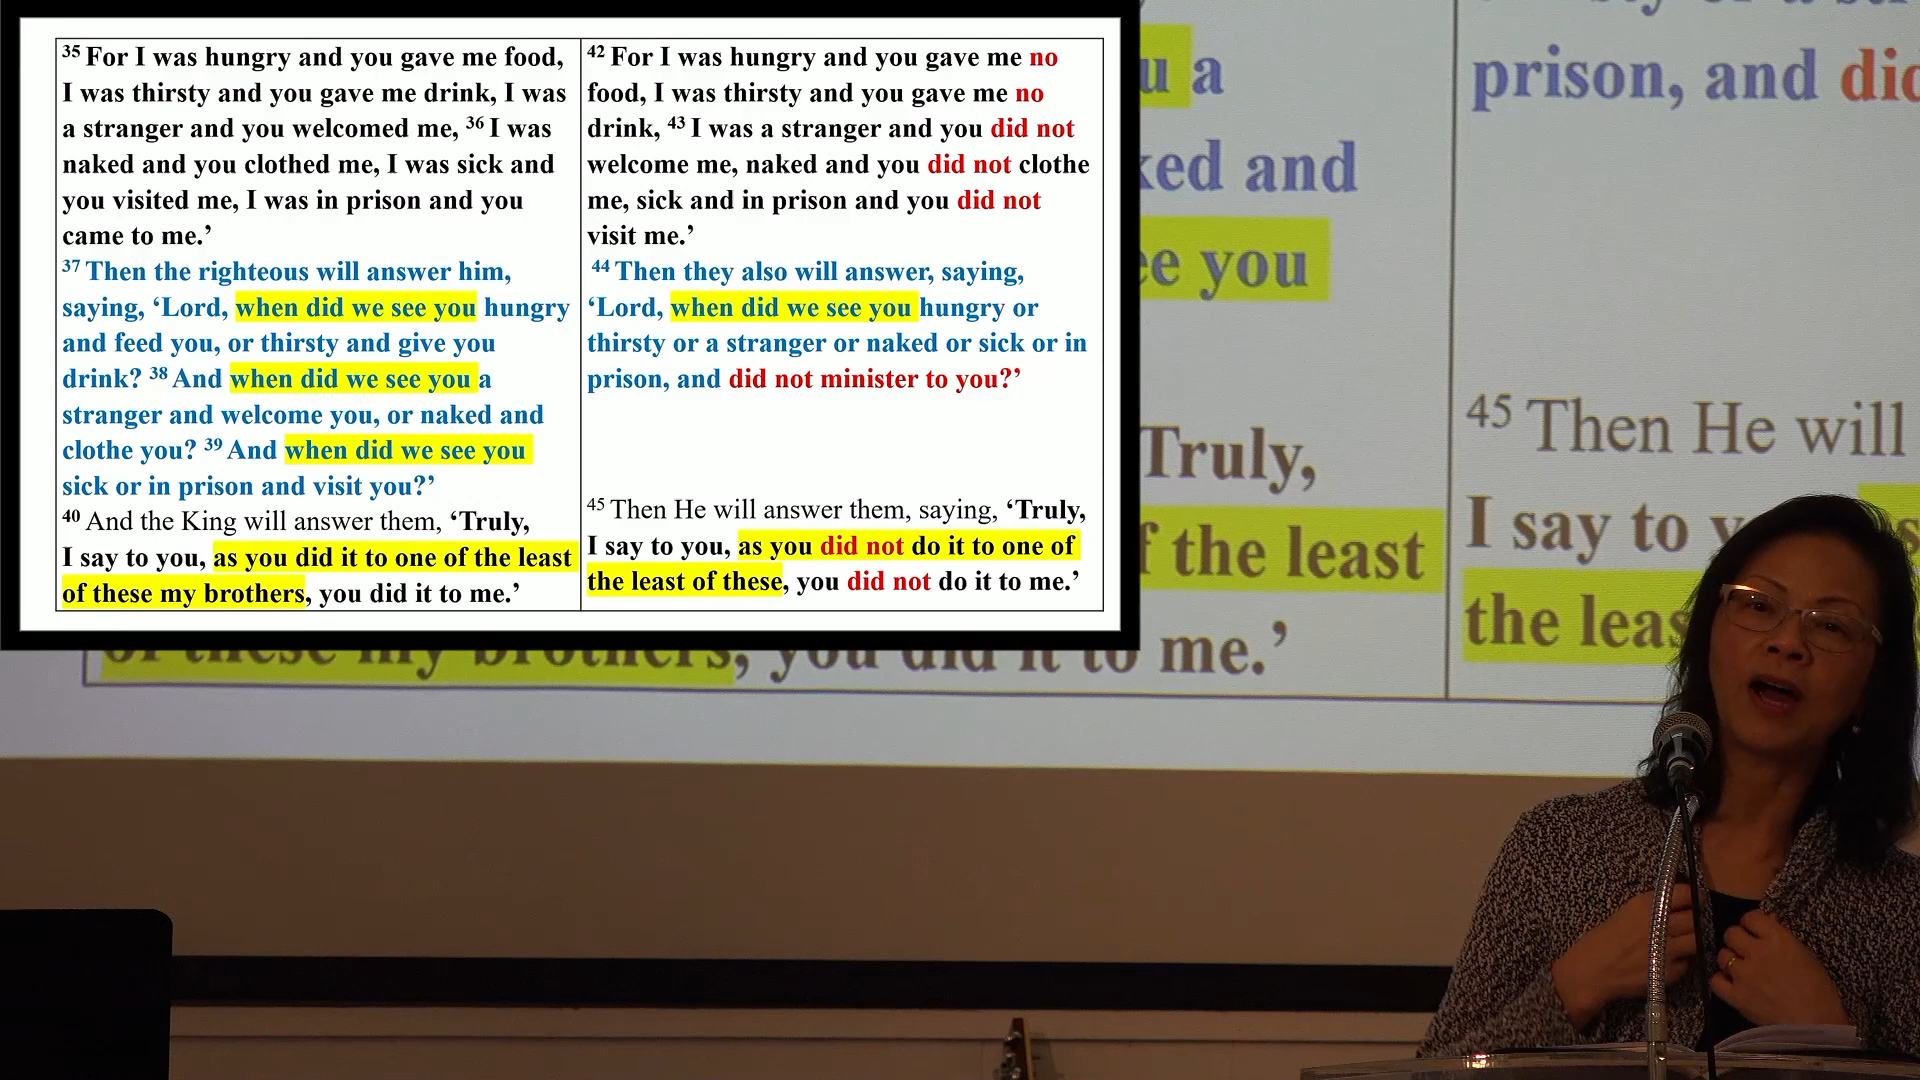 35 For I was hungry and you gave me food,
I was thirsty and you gave me drink, I was
a stranger and you welcomed me, 36 I was
naked and you clothed me, I was sick and
you visited me, I was in prison and you
came to me.’
37 Then the righteous will answer him,
saying, ‘Lord, when did we see you hungry
and feed you, or thirsty and give you
drink? 38 And when did we see you a
stranger and welcome you, or naked and
clothe you? 39 And when did we see you
sick or in prison and visit you?’
40 And the King will answer them, ‘Truly,
I say to you, as you did it to one of the least
of these my brothers, you did it to me.’
42 For I was hungry and you gave me no
food, I was thirsty and you gave me no
drink, 43 I was a stranger and you did not
welcome me, naked and you did not clothe
me, sick and in prison and you did not
visit me.’
44 Then they also will answer, saying,
‘Lord, when did we see you hungry or
thirsty or a stranger or naked or sick or in
prison, and did not minister to you?’
45 Then He will answer them, saying, ‘Truly,
I say to you, as you did not do it to one of
the least of these, you did not do it to me.’
a
and
you
Truly,
the least
of these my brothers, you did it to me.’
prison, and
45 Then He will
I say to
the